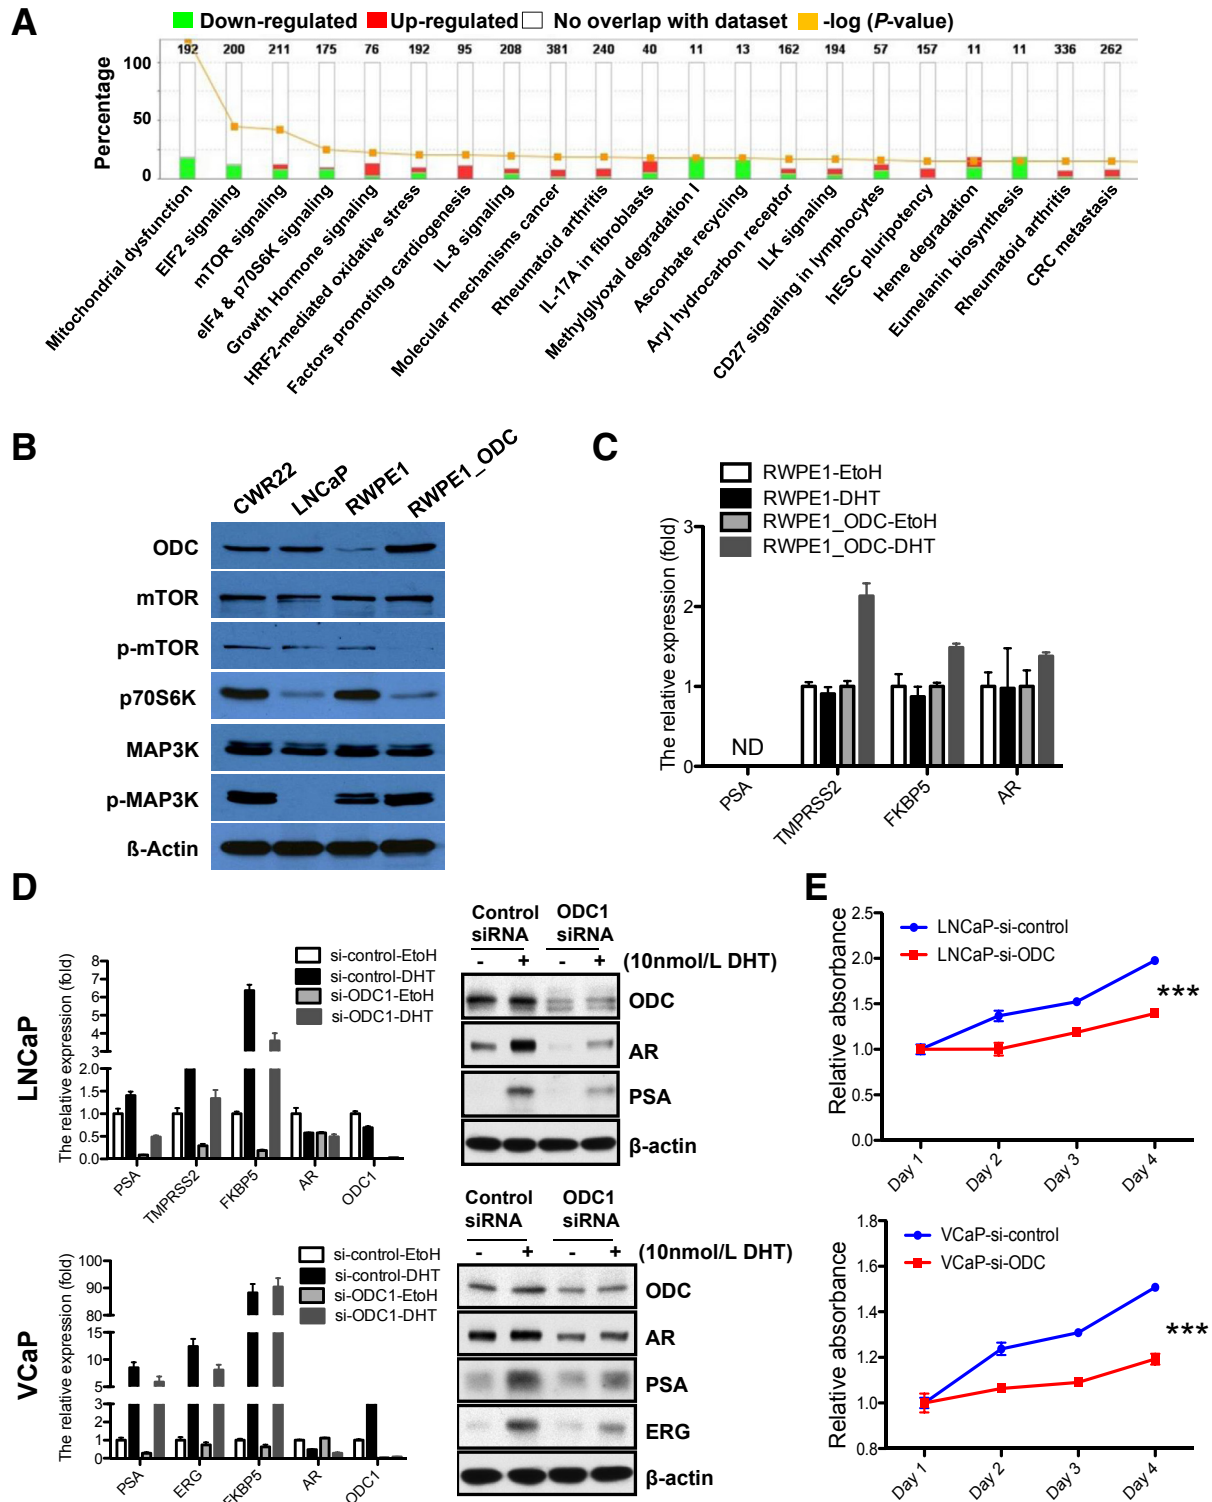 A
Down-regulated Up-regulated No overlap with dataset -log (P-value)
192 200 211 175 76 192 95 208 381 240 40 11 13 162 194 57 157 11 11 336 262
Percentage
100
50
0
Mitochondrial dysfunction
EIF2 signaling
mTOR signaling
eIF4 & p70S6K signaling
Growth Hormone signaling
HRF2-mediated oxidative stress
Factors promoting cardiogenesis
IL-8 signaling
Molecular mechanisms cancer
Rheumatoid arthritis
IL-17A in fibroblasts
Methylglyoxal degradation I
Ascorbate recycling
Aryl hydrocarbon receptor
ILK signaling
CD27 signaling in lymphocytes
hESC pluripotency
Heme degradation
Eumelanin biosynthesis
Rheumatoid arthritis
CRC metastasis
B
CWR22 LNCaP RWPE1 RWPE1_ODC
ODC
mTOR
p-mTOR
p70S6K
MAP3K
p-MAP3K
ß-Actin
C
RWPE1-EtoH
RWPE1-DHT
RWPE1_ODC-EtoH
RWPE1_ODC-DHT
The relative expression (fold)
3
2
1
0
ND
PSA TMPRSS2 FKBP5 AR
D
LNCaP
The relative expression (fold)
si-control-EtoH
si-control-DHT
si-ODC1-EtoH
si-ODC1-DHT
8
7
6
5
4
3
2.0
1.5
1.0
0.5
0.0
PSA TMPRSS2 FKBP5 AR ODC1
Control siRNA ODC1 siRNA
- + - + (10nmol/L DHT)
ODC
AR
PSA
ß-actin
VCaP
The relative expression (fold)
si-control-EtoH
si-control-DHT
si-ODC1-EtoH
si-ODC1-DHT
100
90
80
15
10
5
3
2
1
0
PSA ERG FKBP5 AR ODC1
Control siRNA ODC1 siRNA
- + - + (10nmol/L DHT)
ODC
AR
PSA
ERG
β-actin
E
Relative absorbance
2.5
2.0
1.5
1.0
0.5
0.0
LNCaP-si-control
LNCaP-si-ODC
***
Day 1 Day 2 Day 3 Day 4
Relative absorbance
1.8
1.6
1.4
1.2
1.0
0.8
VCaP-si-control
VCaP-si-ODC
***
Day 1 Day 2 Day 3 Day 4